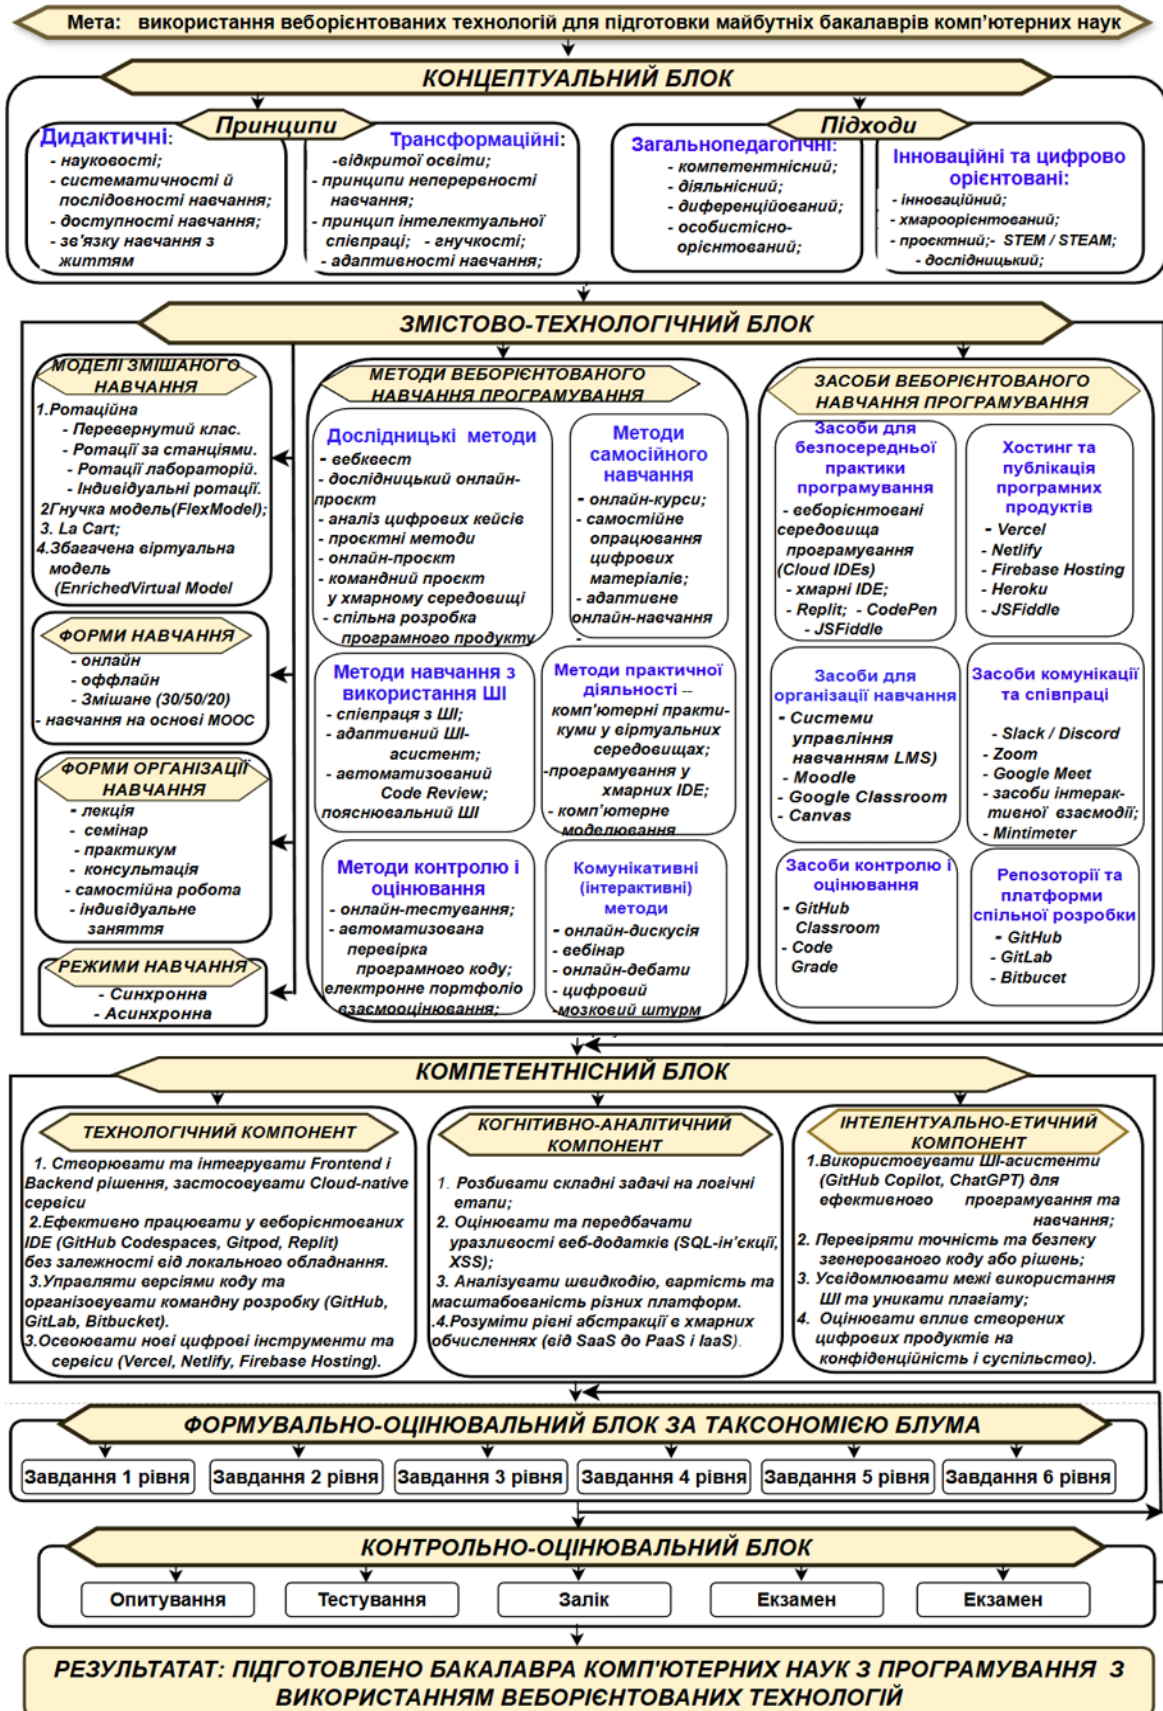 Мета: використання веборієнтованих технологій для підготовки майбутніх бакалаврів комп'ютерних наук
КОНЦЕПТУАЛЬНИЙ БЛОК
Принципи
Дидактичні:
- науковості;
- систематичності й
послідовності навчання;
- доступності навчання;
- зв'язку навчання з
життям
Трансформаційні:
-відкритої освіти;
- принципи неперервності
навчання;
- принцип інтелектуальної
співпраці; - гнучкості;
- адаптивності навчання;
Підходи
Загальнопедагогічні:
- компетентнісний;
- діяльнісний;
- диференційований;
- особистісно-
орієнтований;
Інноваційні та цифрово
орієнтовані:
- інноваційний;
- хмароорієнтований;
- проєктний;- STEM / STEAM;
- дослідницький;
ЗМІСТОВО-ТЕХНОЛОГІЧНИЙ БЛОК
МОДЕЛІ ЗМІШАНОГО
НАВЧАННЯ
1.Ротаційна
- Перевернутий клас.
- Ротації за станціями.
- Ротації лабораторій.
- Індивідуальні ротації.
2Гнучка модель(FlexModel);
3. La Cart;
4.Збагачена віртуальна
модель
(EnrichedVirtual Model
ФОРМИ НАВЧАННЯ
- онлайн
- оффлайн
- Змішане (30/50/20)
- навчання на основі МООС
ФОРМИ ОРГАНІЗАЦІЇ
НАВЧАННЯ
- лекція
- семінар
- практикум
- консультація
- самостійна робота
- індивідуальне
заняття
РЕЖИМИ НАВЧАННЯ
- Синхронна
- Асинхронна
МЕТОДИ ВЕБОРІЄНТОВАНОГО
НАВЧАННЯ ПРОГРАМУВАННЯ
Дослідницькі методи
- вебквест
- дослідницький онлайн-
проєкт
- аналіз цифрових кейсів
- проєктні методи
- онлайн-проєкт
- командний проєкт
у хмарному середовищі
- спільна розробка
програмного продукту
Методи
самосійного
навчання
- онлайн-курси;
- самостійне
опрацювання
цифрових
матеріалів;
- адаптивне
онлайн-навчання
-
Методи навчання з
використання ШІ
- співпраця з ШІ;
- адаптивний ШІ-
асистент;
- автоматизований
Code Review;
пояснювальний ШІ
Методи практичної
діяльності --
комп'ютерні практи-
куми у віртуальних
середовищах;
-програмування у
хмарних IDE;
- комп'ютерне
моделювання
Методи контролю і
оцінювання
- онлайн-тестування;
- автоматизована
перевірка
програмного коду;
електронне портфоліо
взаємооцінювання;
Комунікативні
(інтерактивні)
методи
- онлайн-дискусія
- вебінар
- онлайн-дебати
- цифровий
-мозковий штурм
ЗАСОБИ ВЕБОРІЄНТОВАНОГО
НАВЧАННЯ ПРОГРАМУВАННЯ
Засоби для
безпосередньої
практики
програмування
- веборієнтовані
середовища
програмування
(Cloud IDEs)
- хмарні IDE;
- Replit; - CodePen
- JSFiddle
Хостинг та
публікація
програмних
продуктів
- Vercel
- Netlify
- Firebase Hosting
- Heroku
- JSFiddle
Засоби для
організації навчання
- Системи
управління
навчанням LMS)
- Moodle
- Google Classroom
- Canvas
Засоби комунікації
та співпраці
- Slack / Discord
- Zoom
- Google Meet
- засоби інтерак-
тивної взаємодії;
- Mintimeter
Засоби контролю і
оцінювання
- GitHub
Classroom
- Code
Grade
Репозоторії та
платформи
спільної розробки
- GitHub
- GitLab
- Bitbucet
КОМПЕТЕНТНІСНИЙ БЛОК
ТЕХНОЛОГІЧНИЙ КОМПОНЕНТ
1. Створювати та інтегрувати Frontend і
Backend рішення, застосовувати Cloud-native
сервіси
2.Ефективно працювати у веборієнтованих
IDE (GitHub Codespaces, Gitpod, Replit)
без залежності від локального обладнання.
3.Управляти версіями коду та
організовувати командну розробку (GitHub,
GitLab, Bitbucket).
3.Освоювати нові цифрові інструменти та
сервіси (Vercel, Netlify, Firebase Hosting).
КОГНІТИВНО-АНАЛІТИЧНИЙ
КОМПОНЕНТ
1. Розбивати складні задачі на логічні
етапи;
2. Оцінювати та передбачати
уразливості веб-додатків (SQL-ін'єкції,
XSS);
3. Аналізувати швидкодію, вартість та
масштабованість різних платформ.
.4. Розуміти рівні абстракції в хмарних
обчисленнях (від SaaS до PaaS і IaaS).
ІНТЕЛЕНТУАЛЬНО-ЕТИЧНИЙ
КОМПОНЕНТ
1.Використовувати ШІ-асистенти
(GitHub Copilot, ChatGPT) для
ефективного програмування та
навчання;
2. Перевіряти точність та безпеку
згенерованого коду або рішень;
3. Усвідомлювати межі використання
ШІ та уникати плагіату;
4. Оцінювати вплив створених
цифрових продуктів на
конфіденційність і суспільство).
ФОРМУВАЛЬНО-ОЦІНЮВАЛЬНИЙ БЛОК ЗА ТАКСОНОМІЄЮ БЛУМА
Завдання 1 рівня
Завдання 2 рівня
Завдання 3 рівня
Завдання 4 рівня
Завдання 5 рівня
Завдання 6 рівня
КОНТРОЛЬНО-ОЦІНЮВАЛЬНИЙ БЛОК
Опитування
Тестування
Залік
Екзамен
Екзамен
РЕЗУЛЬТАТАТ: ПІДГОТОВЛЕНО БАКАЛАВРА КОМП'ЮТЕРНИХ НАУК З ПРОГРАМУВАННЯ З
ВИКОРИСТАННЯМ ВЕБОРІЄНТОВАНИХ ТЕХНОЛОГІЙ